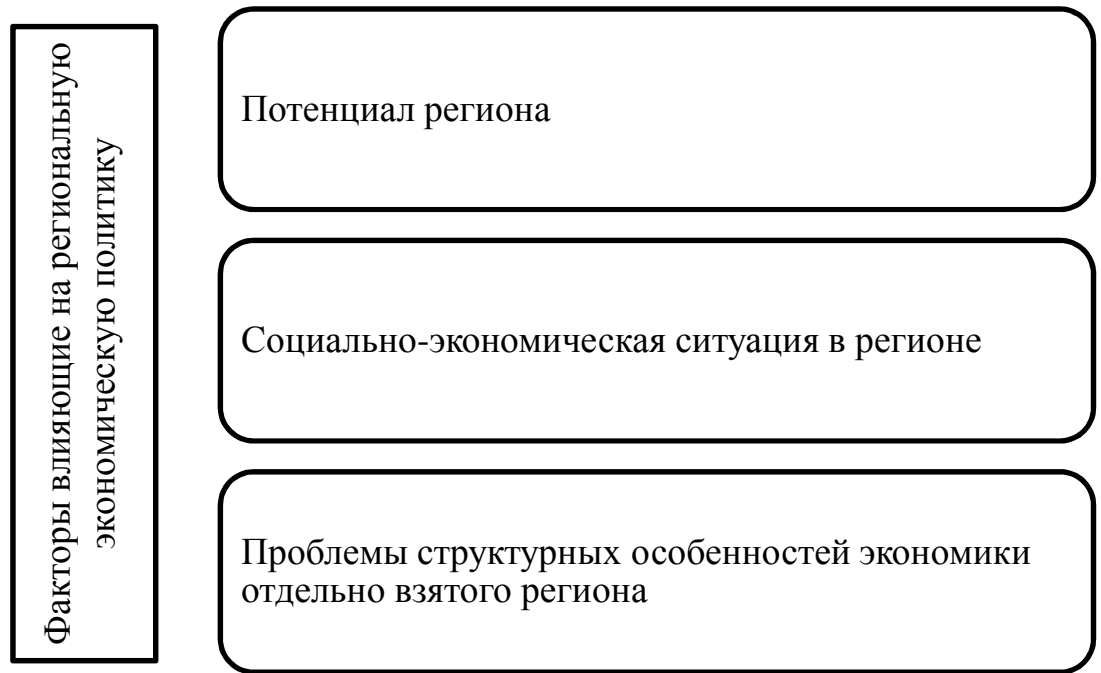 Факторы влияющие на региональную
экономическую политику
Потенциал региона
Социально-экономическая ситуация в регионе
Проблемы структурных особенностей экономики
отдельно взятого региона